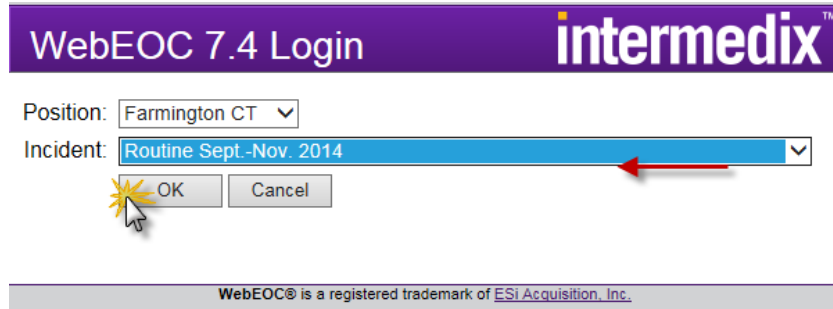 WebEOC 7.4 Login
intermedix™
Position: Farmington CT
Incident: Routine Sept.-Nov. 2014
OK Cancel
WebEOC® is a registered trademark of ESi Acquisition, Inc.